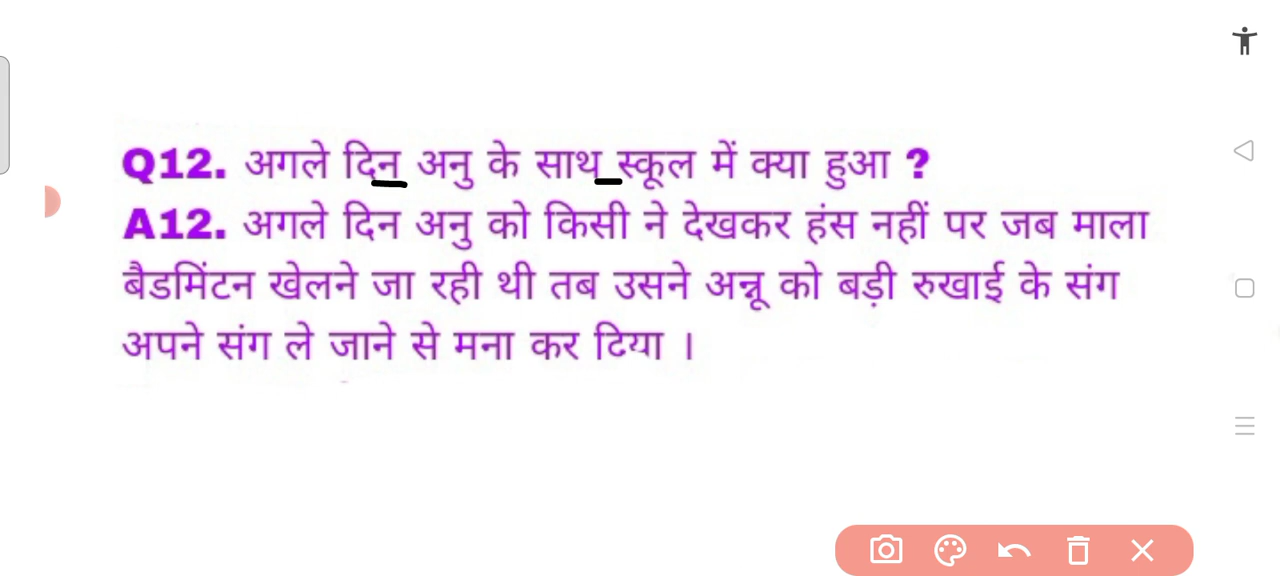 Q12. अगले दिन अनु के साथ स्कूल में क्या हुआ ?
A12. अगले दिन अनु को किसी ने देखकर हंस नहीं पर जब माला
बैडमिंटन खेलने जा रही थी तब उसने अन्नू को बड़ी रुखाई के संग
अपने संग ले जाने से मना कर दिया ।